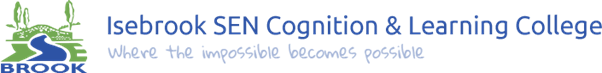 BROOK
Isebrook SEN Cognition & Learning College
Where the impossible becomes possible